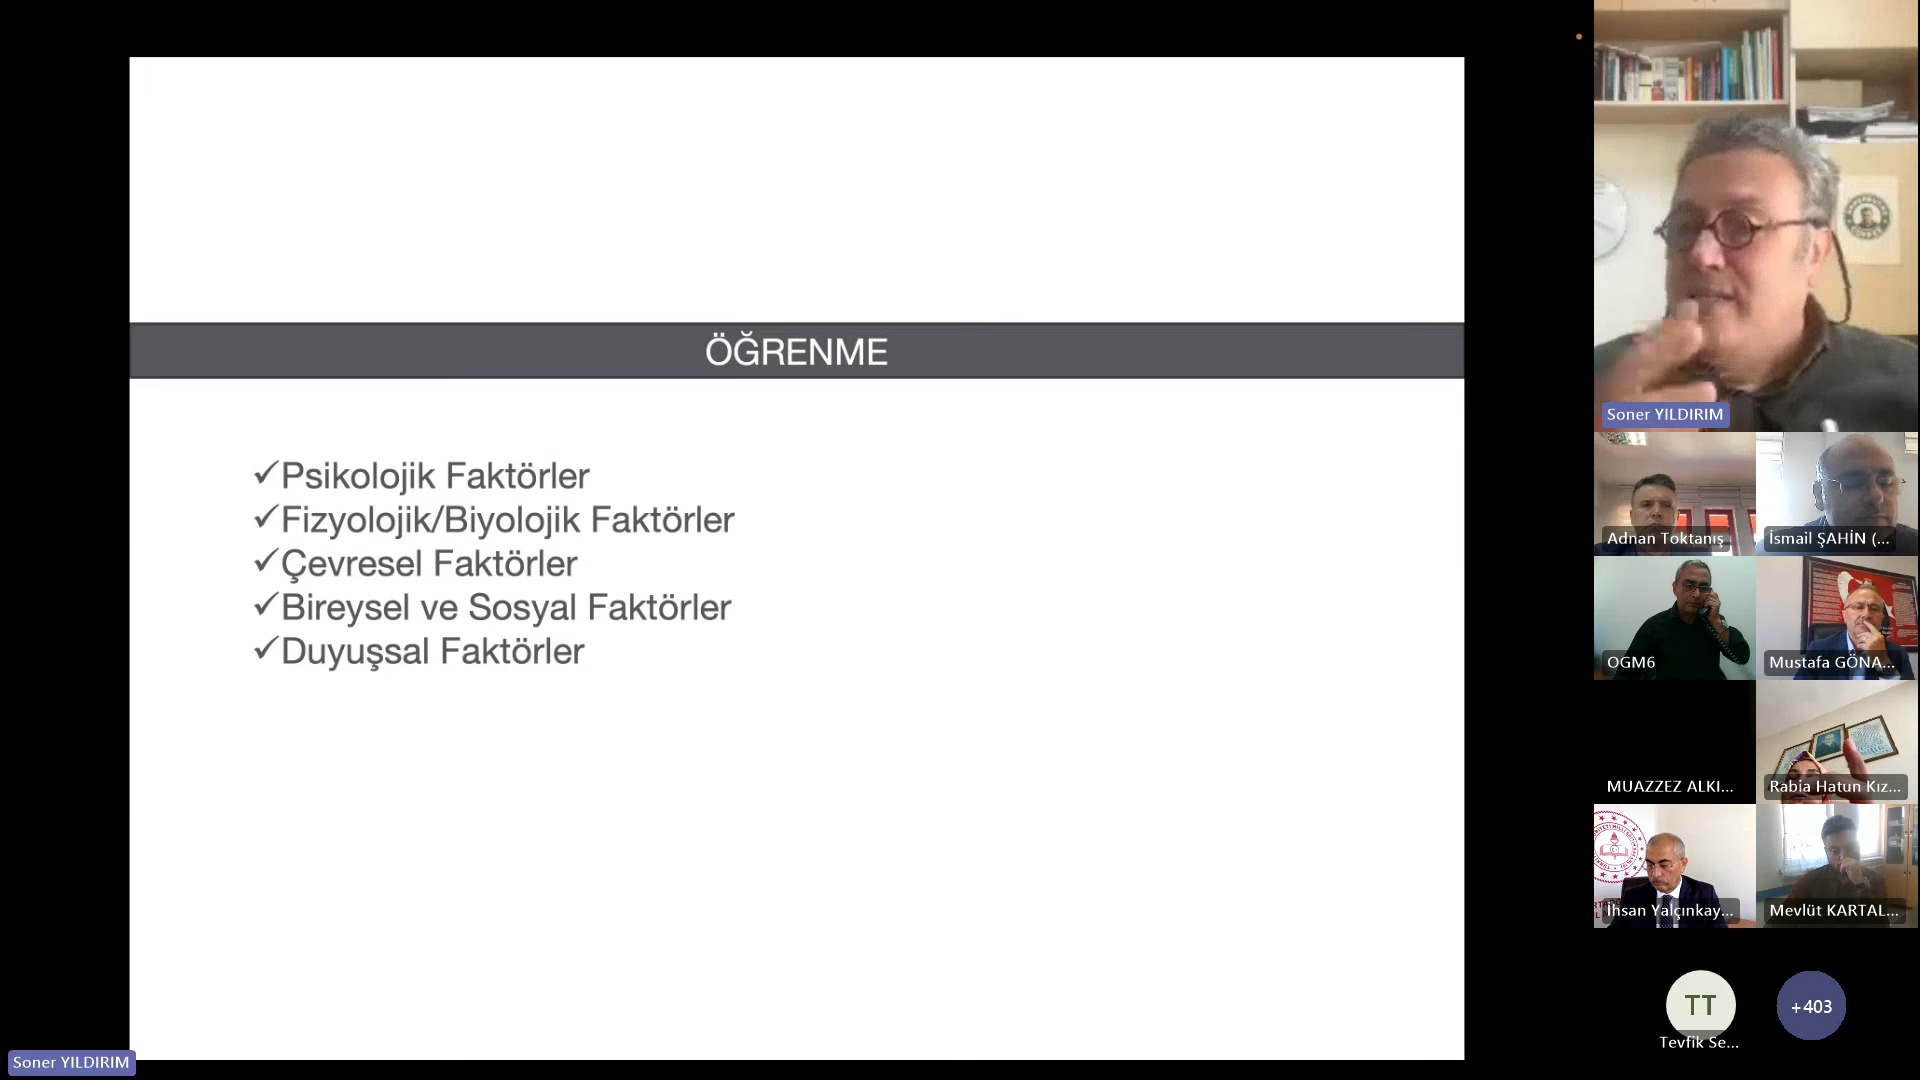 ÖĞRENME
✓Psikolojik Faktörler
✓Fizyolojik/Biyolojik Faktörler
✓Çevresel Faktörler
✓Bireysel ve Sosyal Faktörler
✓Duyuşsal Faktörler
Soner YILDIRIM
Soner YILDIRIM
Adnan Toktanış
İsmail ŞAHİN (...
OGM6
Mustafa GÖNA...
MUAZZEZ ALKI...
Rabia Hatun Kız...
İhsan Yalçınkay...
Mevlüt KARTAL...
TT
+403
Tevfik Se...